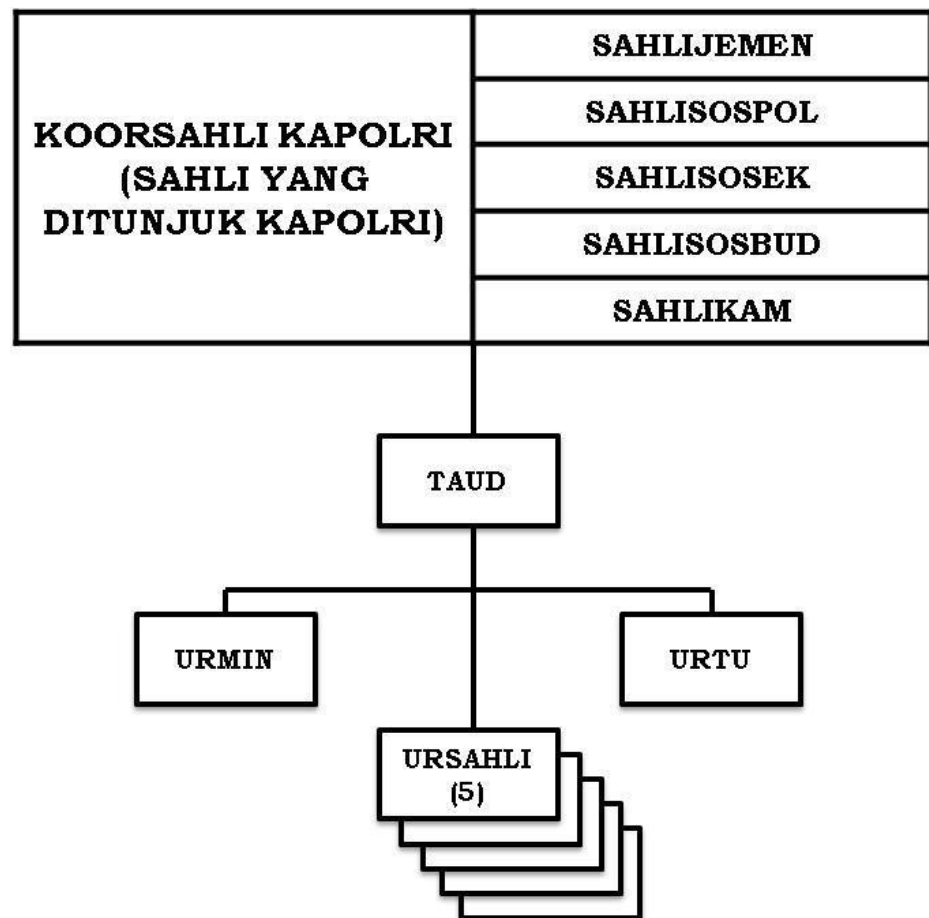 KOORSAHLI KAPOLRI
(SAHLI YANG
DITUNJUK KAPOLRI)
SAHLIJEMEN
SAHLISOSPOL
SAHLISOSEK
SAHLISOSBUD
SAHLIKAM
TAUD
URMIN
URTU
URSAHLI
(5)